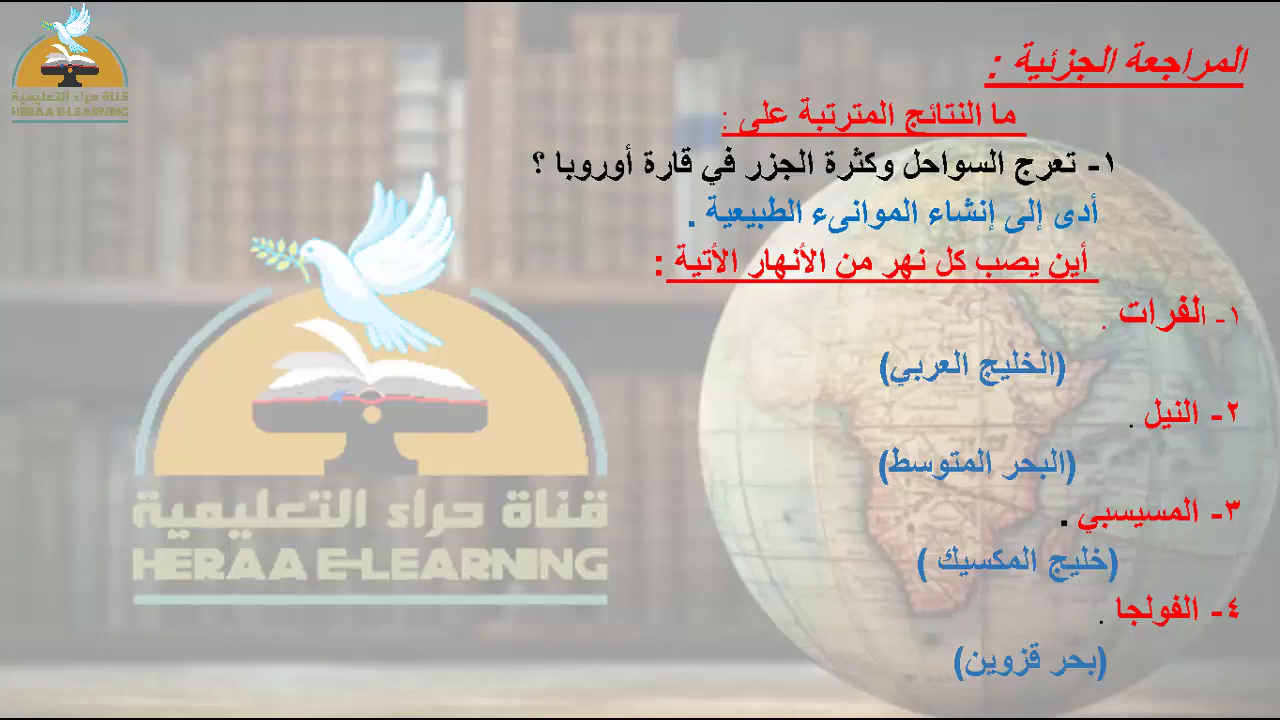 قناة حراء التعليمية
HERAA E-LEARNING
المراجعة الجزئية :
ما النتائج المترتبة على :
١- تعرج السواحل وكثرة الجزر في قارة أوروبا ؟
أدى إلى إنشاء الموانىء الطبيعية .
أين يصب كل نهر من الأنهار الأتية :
١- الفرات .
(الخليج العربي)
٢- النيل .
(البحر المتوسط)
٣- المسيسبي .
(خليج المكسيك )
٤- الفولجا .
(بحر قزوين)
قناة حراء التعليمية
HERAA E-LEARNING